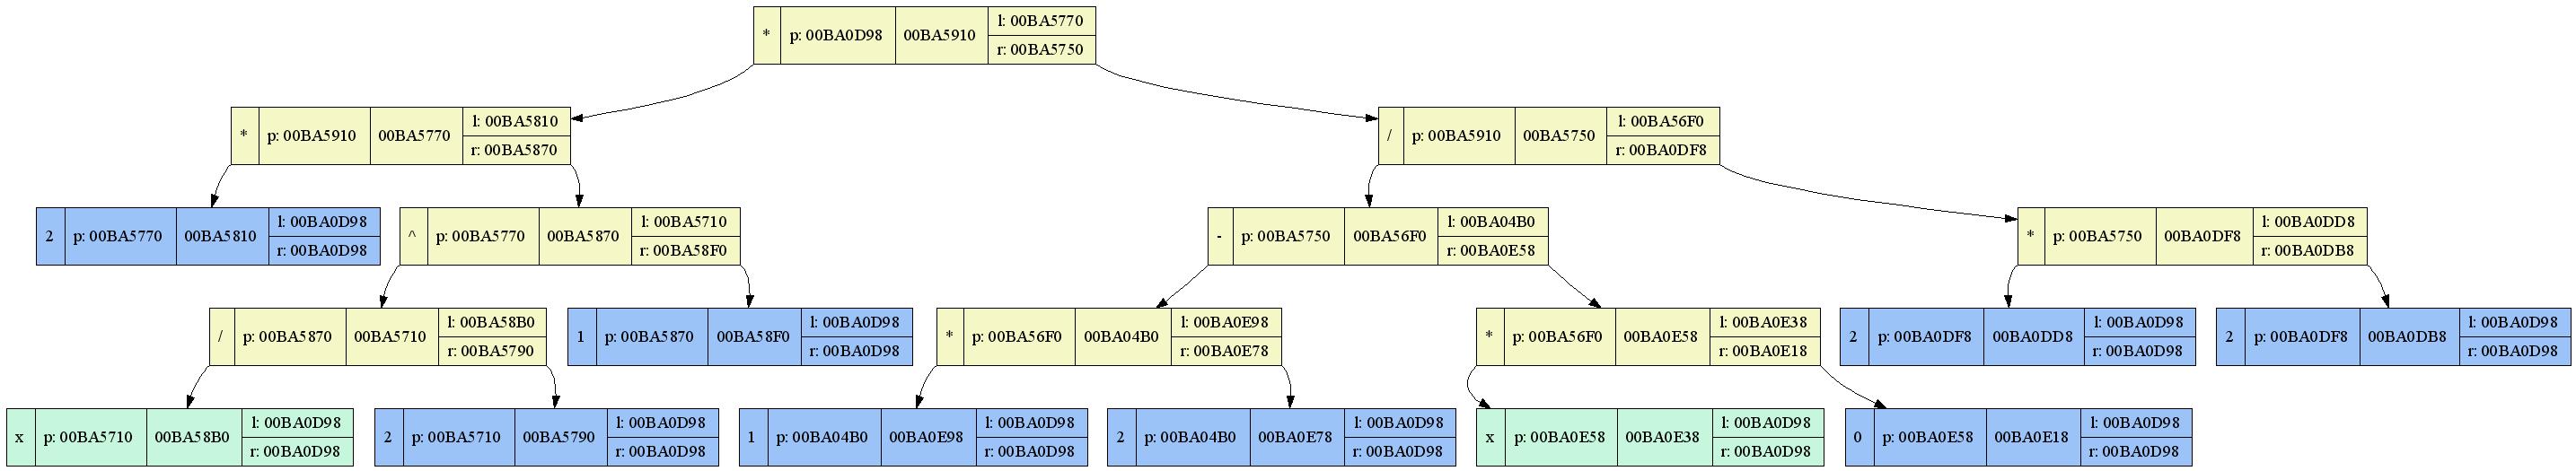 * p: 00BA0D98 00BA5910 l: 00BA5770
r: 00BA5750
* p: 00BA5910 00BA5770 l: 00BA5810
r: 00BA5870
/ p: 00BA5910 00BA5750 l: 00BA56F0
r: 00BA0DF8
2 p: 00BA5770 00BA5810 l: 00BA0D98
r: 00BA0D98
^ p: 00BA5770 00BA5870 l: 00BA5710
r: 00BA58F0
- p: 00BA5750 00BA56F0 l: 00BA04B0
r: 00BA0E58
* p: 00BA5750 00BA0DF8 l: 00BA0DD8
r: 00BA0DB8
/ p: 00BA5870 00BA5710 l: 00BA58B0
r: 00BA5790
1 p: 00BA5870 00BA58F0 l: 00BA0D98
r: 00BA0D98
* p: 00BA56F0 00BA04B0 l: 00BA0E98
r: 00BA0E78
* p: 00BA56F0 00BA0E58 l: 00BA0E38
r: 00BA0E18
2 p: 00BA0DF8 00BA0DD8 l: 00BA0D98
r: 00BA0D98
2 p: 00BA0DF8 00BA0DB8 l: 00BA0D98
r: 00BA0D98
x p: 00BA5710 00BA58B0 l: 00BA0D98
r: 00BA0D98
2 p: 00BA5710 00BA5790 l: 00BA0D98
r: 00BA0D98
1 p: 00BA04B0 00BA0E98 l: 00BA0D98
r: 00BA0D98
2 p: 00BA04B0 00BA0E78 l: 00BA0D98
r: 00BA0D98
x p: 00BA0E58 00BA0E38 l: 00BA0D98
r: 00BA0D98
0 p: 00BA0E58 00BA0E18 l: 00BA0D98
r: 00BA0D98